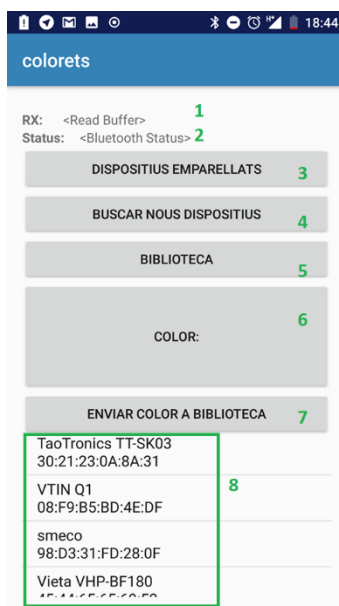 18:44
colorets
RX: <Read Buffer> 1
Status: <Bluetooth Status> 2
DISPOSITIUS EMPARELLATS 3
BUSCAR NOUS DISPOSITIUS 4
BIBLIOTECA 5
6
COLOR:
ENVIAR COLOR A BIBLIOTECA 7
TaoTronics TT-SK03
30:21:23:0A:8A:31
VTIN Q1 8
08:F9:B5:BD:4E:DF
smeco
98:D3:31:FD:28:0F
Vieta VHP-BF180